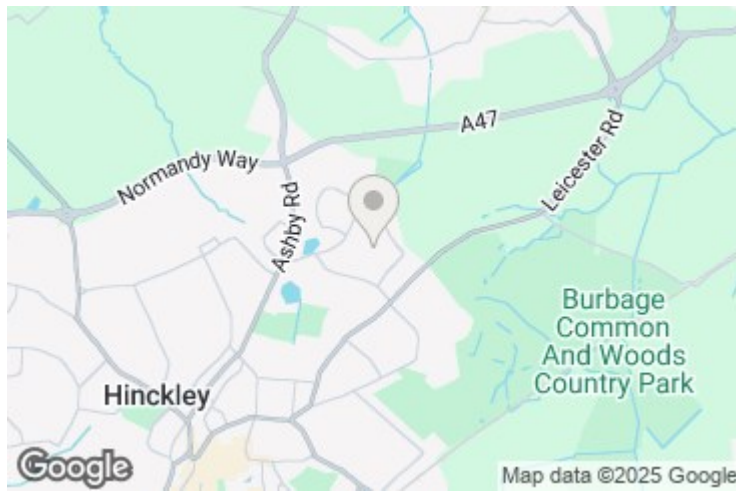 A47
Normandy Way
Leicester Rd
Ashby Rd
Burbage
Common
And Woods
Country Park
Hinckley
Google
Map data ©2025 Google